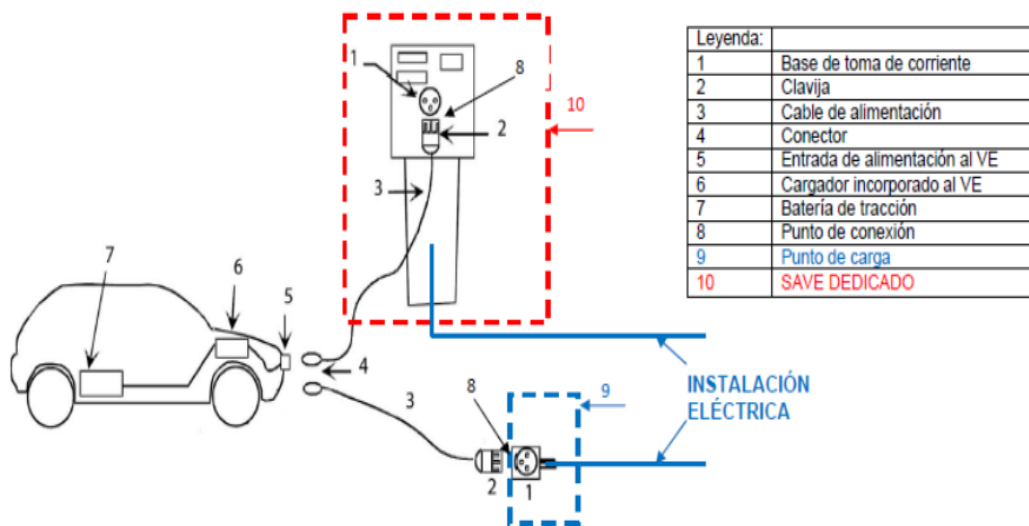 1
8
10
2
3
7
6
5
4
3
8
9
2
1
INSTALACIÓN
ELÉCTRICA
Leyenda:
1 Base de toma de corriente
2 Clavija
3 Cable de alimentación
4 Conector
5 Entrada de alimentación al VE
6 Cargador incorporado al VE
7 Batería de tracción
8 Punto de conexión
9 Punto de carga
10 SAVE DEDICADO